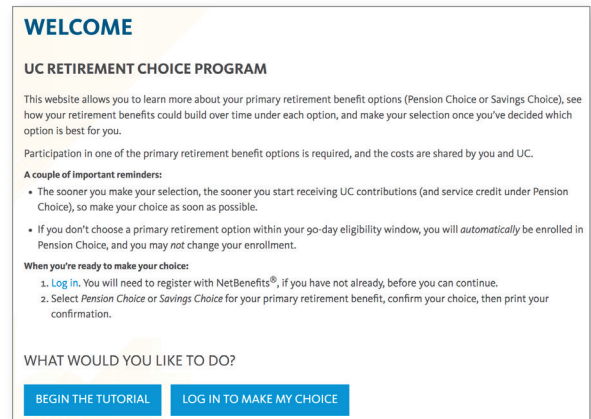 WELCOME
UC RETIREMENT CHOICE PROGRAM
This website allows you to learn more about your primary retirement benefit options (Pension Choice or Savings Choice), see
how your retirement benefits could build over time under each option, and make your selection once you've decided which
option is best for you.
Participation in one of the primary retirement benefit options is required, and the costs are shared by you and UC.
A couple of important reminders:
• The sooner you make your selection, the sooner you start receiving UC contributions (and service credit under Pension
Choice), so make your choice as soon as possible.
• If you don't choose a primary retirement option within your 90-day eligibility window, you will automatically be enrolled in
Pension Choice, and you may not change your enrollment.
When you're ready to make your choice:
1. Log in. You will need to register with NetBenefits®, if you have not already, before you can continue.
2. Select Pension Choice or Savings Choice for your primary retirement benefit, confirm your choice, then print your
confirmation.
WHAT WOULD YOU LIKE TO DO?
BEGIN THE TUTORIAL LOG IN TO MAKE MY CHOICE